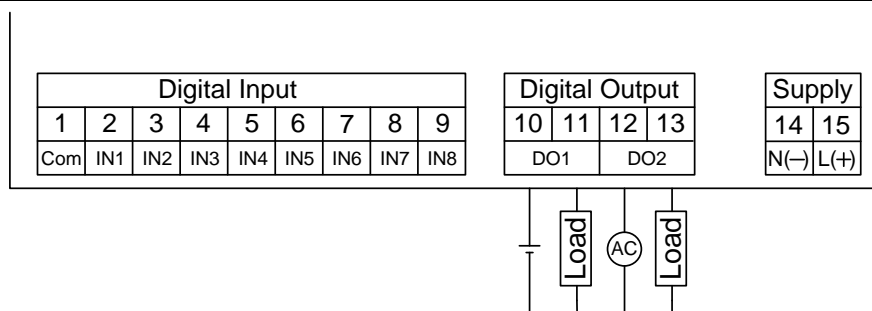 Digital Input
1 2 3 4 5 6 7 8 9
Com IN1 IN2 IN3 IN4 IN5 IN6 IN7 IN8
Digital Output
10 11 12 13
DO1 DO2
Supply
14 15
N(—) L(+)
Load
AC
Load